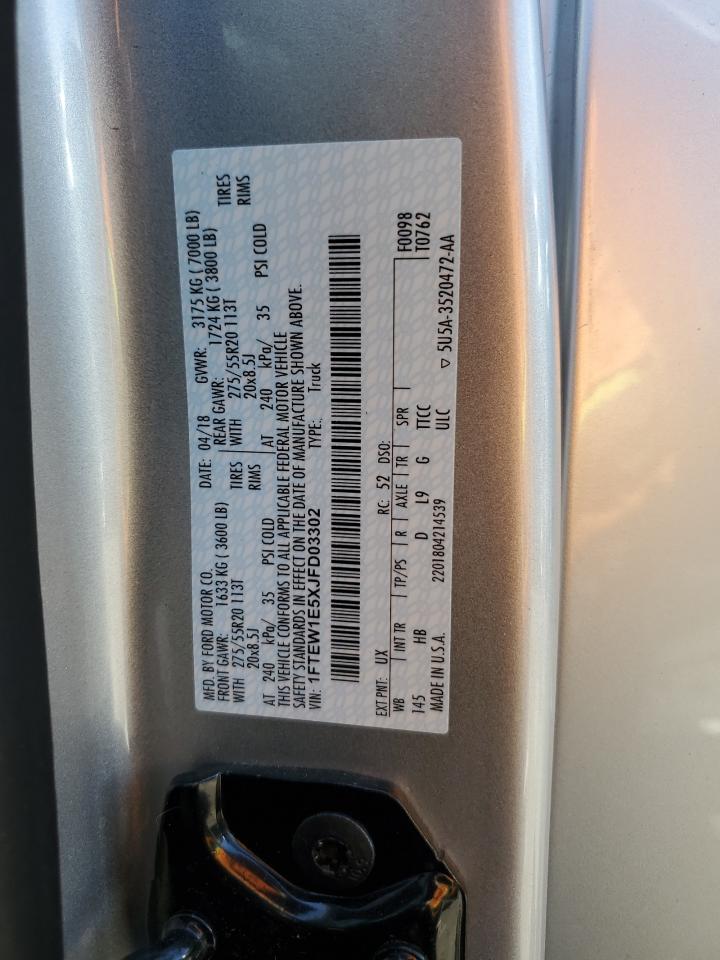 MFD. BY FORD MOTOR CO.
DATE: 04/18 GVWR: 3175 KG ( 7000 LB)
FRONT GAWR: 1633 KG ( 3600 LB) REAR GAWR: 1724 KG ( 3800 LB)
WITH 275/55R20 113T TIRES WITH 275/55R20 113T TIRES
20x8.5J RIMS 20x8.5J RIMS
AT 240 kPa/ 35 PSI COLD AT 240 kPa/ 35 PSI COLD
THIS VEHICLE CONFORMS TO ALL APPLICABLE FEDERAL MOTOR VEHICLE
SAFETY STANDARDS IN EFFECT ON THE DATE OF MANUFACTURE SHOWN ABOVE.
VIN: 1FTEW1E5XJFD03302 TYPE: Truck
EXT PNT: UX RC: 52 DSO: F0098
WB INT TR TP/PS R AXLE TR SPR T0762
145 HB D L9 G TTCC
MADE IN U.S.A. 2201804214539 ULC ▽ 5U5A-3520472-AA